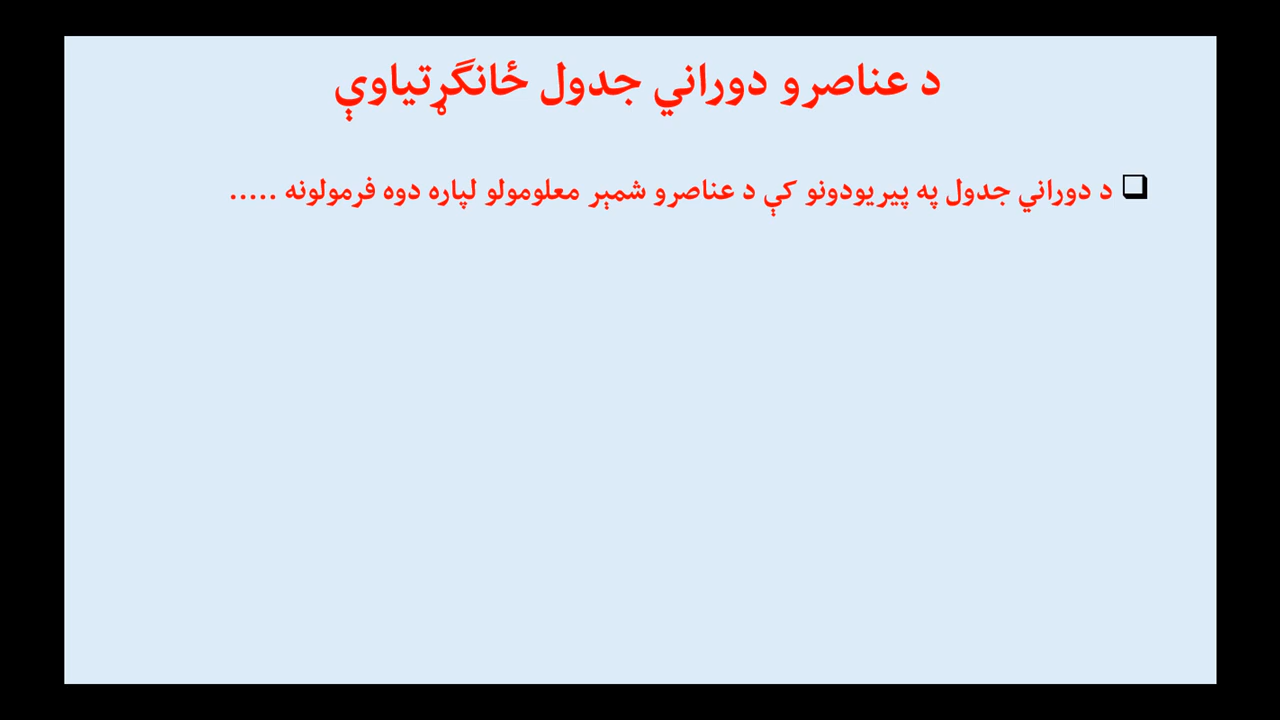 د عناصرو دوراني جدول ځانګړتیاوې
❑ د دوراني جدول په پیریودونو کې د عناصرو شمېر معلومولو لپاره دوه فرمولونه .....